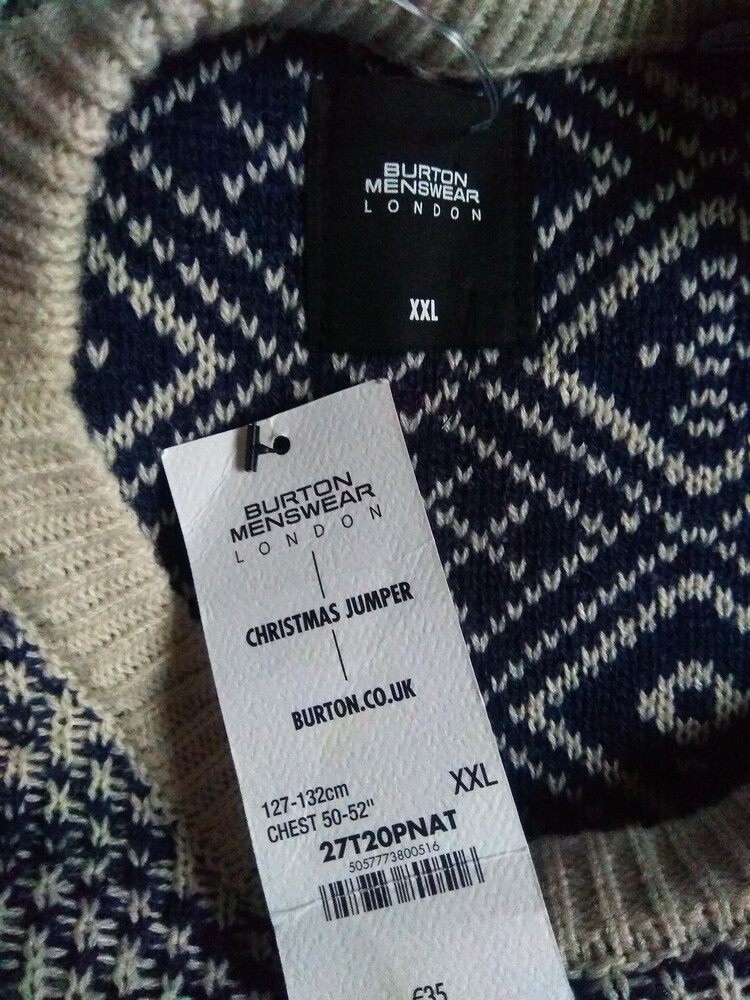 BURTON
MENSWEAR
LONDON
XXL
BURTON
MENSWEAR
LONDON
CHRISTMAS JUMPER
BURTON.CO.UK
127-132cm
XXL
CHEST 50-52"
27T20PNAT
5057773800516
£35